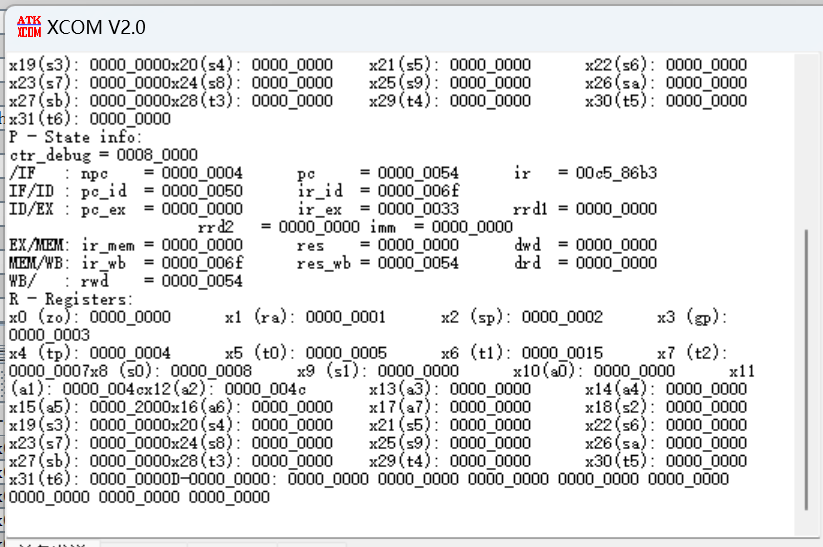 ATK
XCOM
XCOM V2.0
x19(s3): 0000_0000x20(s4): 0000_0000 x21(s5): 0000_0000 x22(s6): 0000_0000
x23(s7): 0000_0000x24(s8): 0000_0000 x25(s9): 0000_0000 x26(sa): 0000_0000
x27(sb): 0000_0000x28(t3): 0000_0000 x29(t4): 0000_0000 x30(t5): 0000_0000
x31(t6): 0000_0000
P - State info:
ctr_debug = 0008_0000
/IF : npc = 0000_0004 pc = 0000_0054 ir = 00c5_86b3
IF/ID : pc_id = 0000_0050 ir_id = 0000_006f
ID/EX : pc_ex = 0000_0000 ir_ex = 0000_0033 rrd1 = 0000_0000
rrd2 = 0000_0000 imm = 0000_0000
EX/MEM: ir_mem = 0000_0000 res = 0000_0000 dwd = 0000_0000
MEM/WB: ir_wb = 0000_006f res_wb = 0000_0054 drd = 0000_0000
WB/ : rwd = 0000_0054
R - Registers:
x0 (zo): 0000_0000 x1 (ra): 0000_0001 x2 (sp): 0000_0002 x3 (gp):
0000_0003
x4 (tp): 0000_0004 x5 (t0): 0000_0005 x6 (t1): 0000_0015 x7 (t2):
0000_0007x8 (s0): 0000_0008 x9 (s1): 0000_0000 x10(a0): 0000_0000 x11
(a1): 0000_004cx12(a2): 0000_004c x13(a3): 0000_0000 x14(a4): 0000_0000
x15(a5): 0000_2000x16(a6): 0000_0000 x17(a7): 0000_0000 x18(s2): 0000_0000
x19(s3): 0000_0000x20(s4): 0000_0000 x21(s5): 0000_0000 x22(s6): 0000_0000
x23(s7): 0000_0000x24(s8): 0000_0000 x25(s9): 0000_0000 x26(sa): 0000_0000
x27(sb): 0000_0000x28(t3): 0000_0000 x29(t4): 0000_0000 x30(t5): 0000_0000
x31(t6): 0000_0000D-0000_0000: 0000_0000 0000_0000 0000_0000 0000_0000
0000_0000 0000_0000 0000_0000